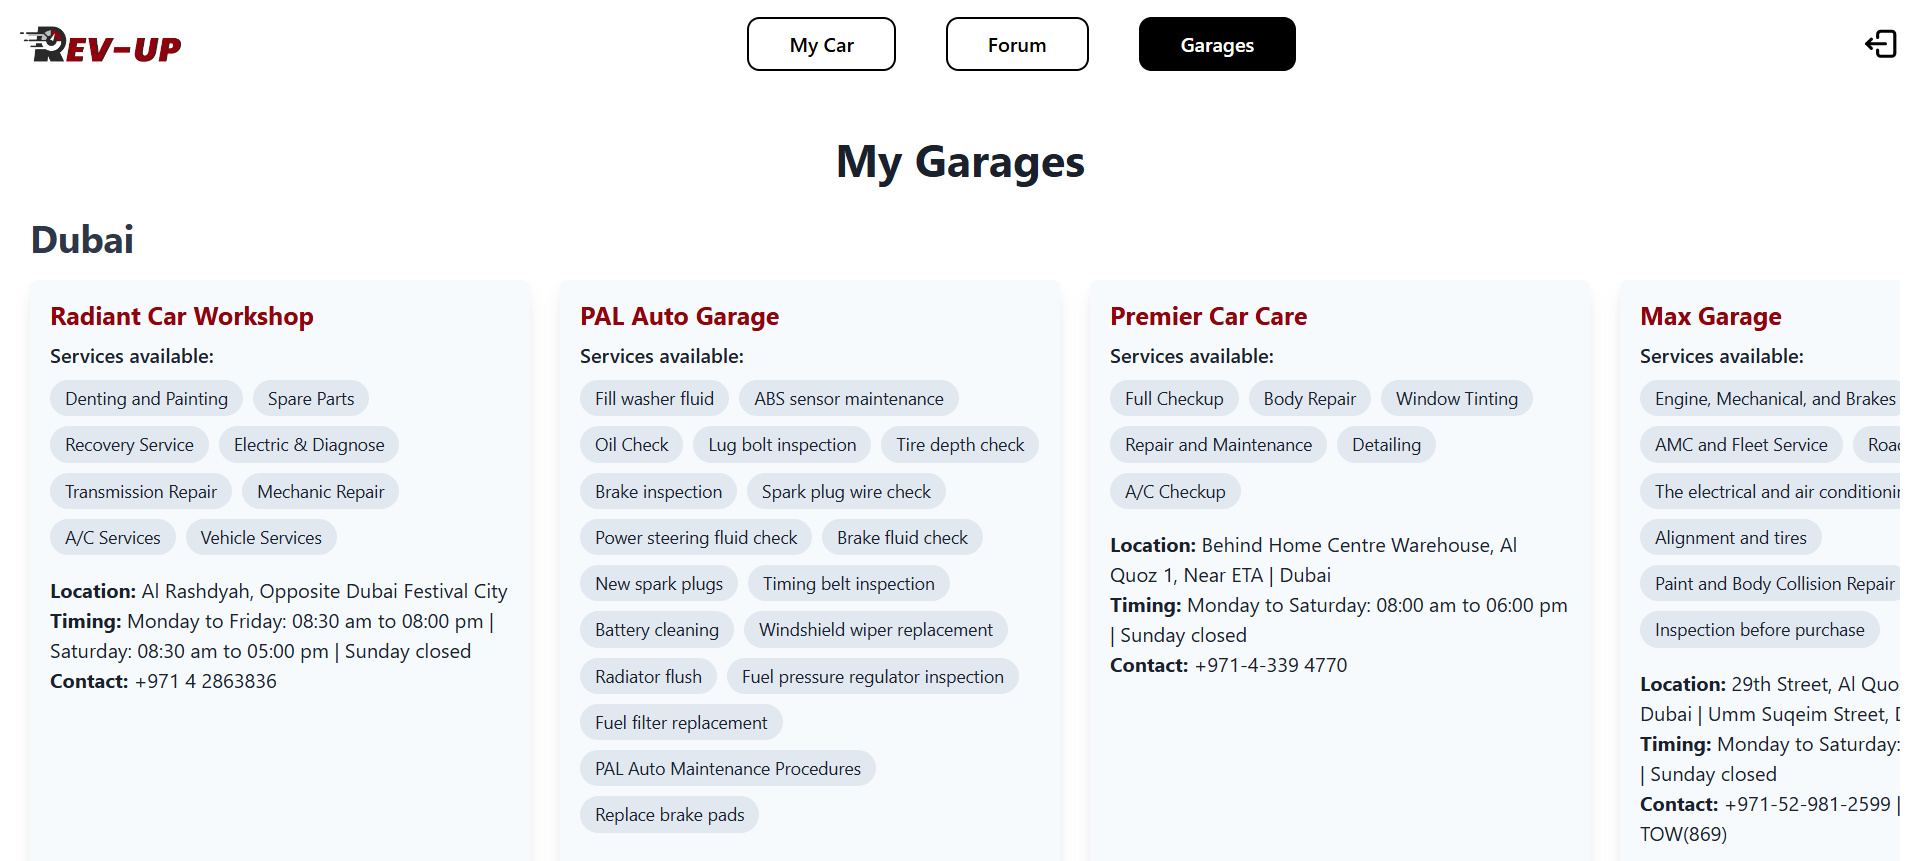 REV-UP
My Car
Forum
Garages
My Garages
Dubai
Radiant Car Workshop
Services available:
Denting and Painting
Spare Parts
Recovery Service
Electric & Diagnose
Transmission Repair
Mechanic Repair
A/C Services
Vehicle Services
Location: Al Rashdyah, Opposite Dubai Festival City
Timing: Monday to Friday: 08:30 am to 08:00 pm |
Saturday: 08:30 am to 05:00 pm | Sunday closed
Contact: +971 4 2863836
PAL Auto Garage
Services available:
Fill washer fluid
ABS sensor maintenance
Oil Check
Lug bolt inspection
Tire depth check
Brake inspection
Spark plug wire check
Power steering fluid check
Brake fluid check
New spark plugs
Timing belt inspection
Battery cleaning
Windshield wiper replacement
Radiator flush
Fuel pressure regulator inspection
Fuel filter replacement
PAL Auto Maintenance Procedures
Replace brake pads
Premier Car Care
Services available:
Full Checkup
Body Repair
Window Tinting
Repair and Maintenance
Detailing
A/C Checkup
Location: Behind Home Centre Warehouse, Al
Quoz 1, Near ETA | Dubai
Timing: Monday to Saturday: 08:00 am to 06:00 pm
| Sunday closed
Contact: +971-4-339 4770
Max Garage
Services available:
Engine, Mechanical, and Brakes
AMC and Fleet Service
The electrical and air
Alignment and tires
Paint and Body Collision Repair
Inspection before purchase
Location: 29th Street, Al
Dubai | Umm Suqeim Street,
Timing: Monday to Saturday:
| Sunday closed
Contact: +971-52-981-2599 |
TOW(869)